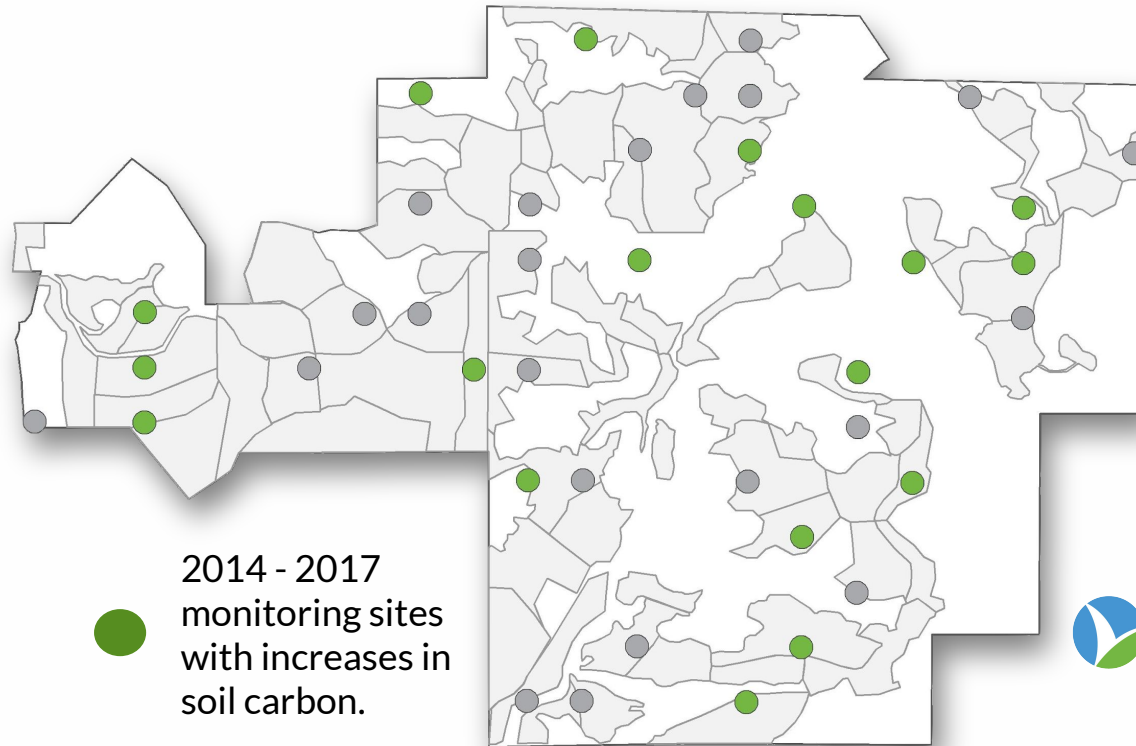 2014 - 2017
monitoring sites
with increases in
soil carbon.